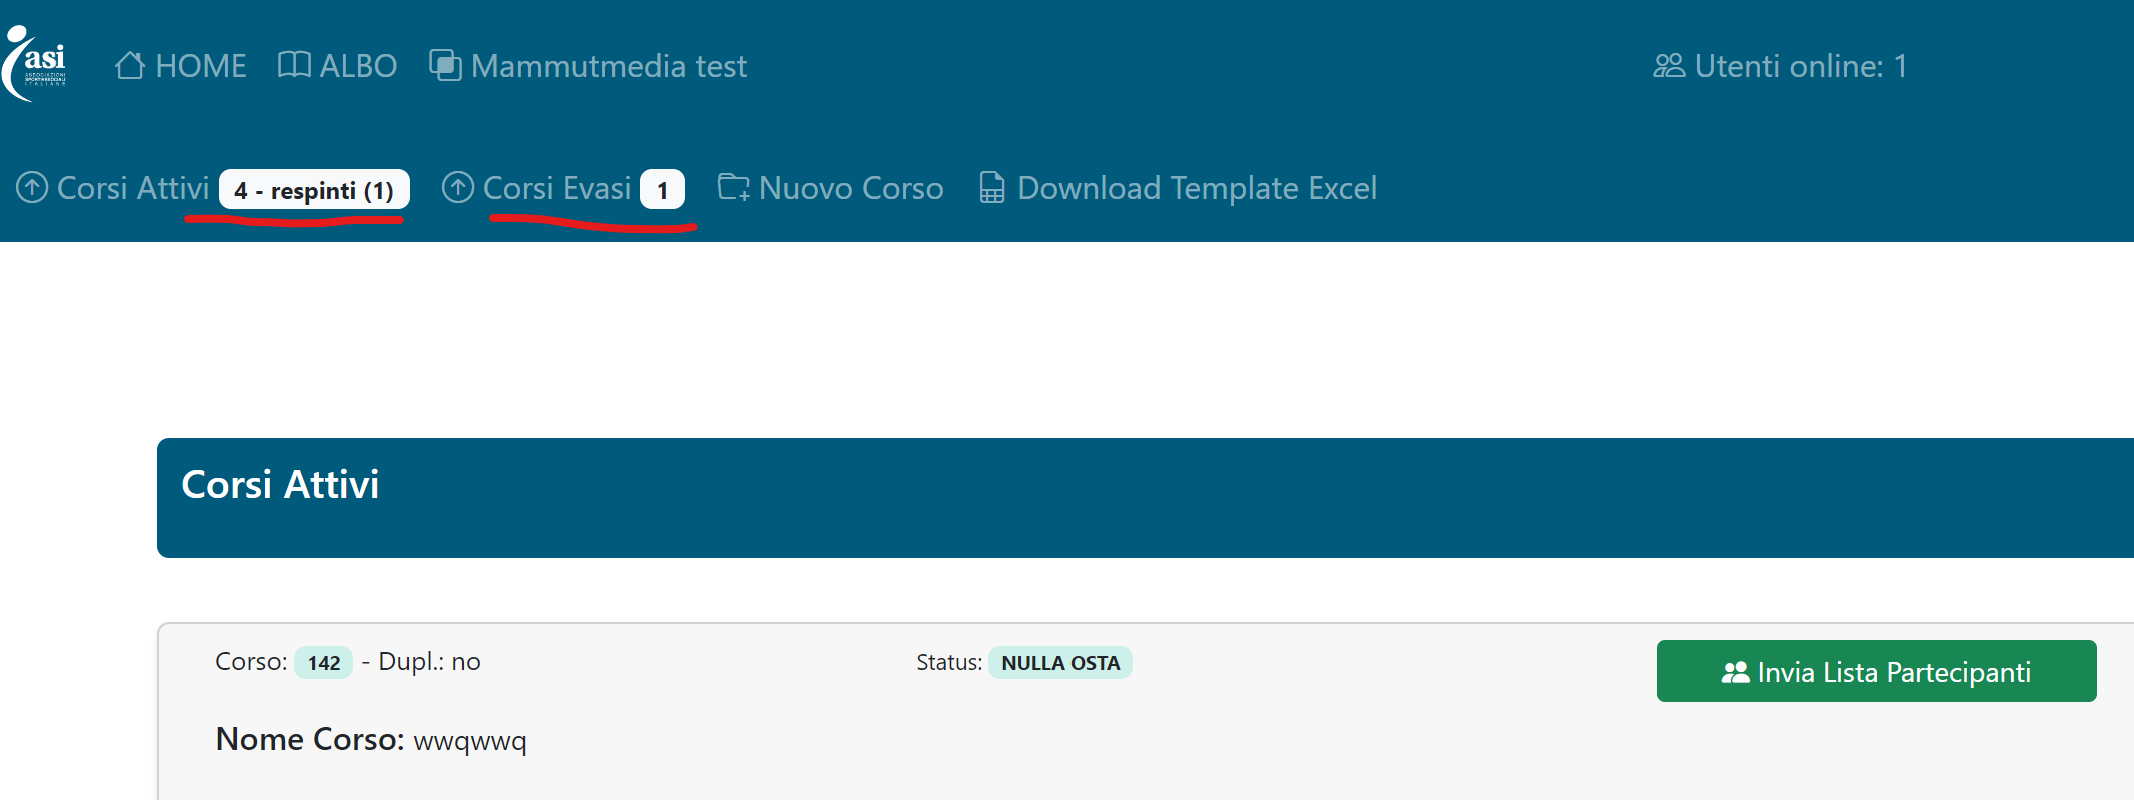 asi
ASSOCIAZIONI
SPORTIVE&SOCIALI
ITALIANE
HOME ALBO Mammutmedia test Utenti online: 1
Corsi Attivi 4 - respinti (1) Corsi Evasi 1 Nuovo Corso Download Template Excel
Corsi Attivi
Corso: 142 - Dupl.: no Status: NULLA OSTA Invia Lista Partecipanti
Nome Corso: wwqwwq